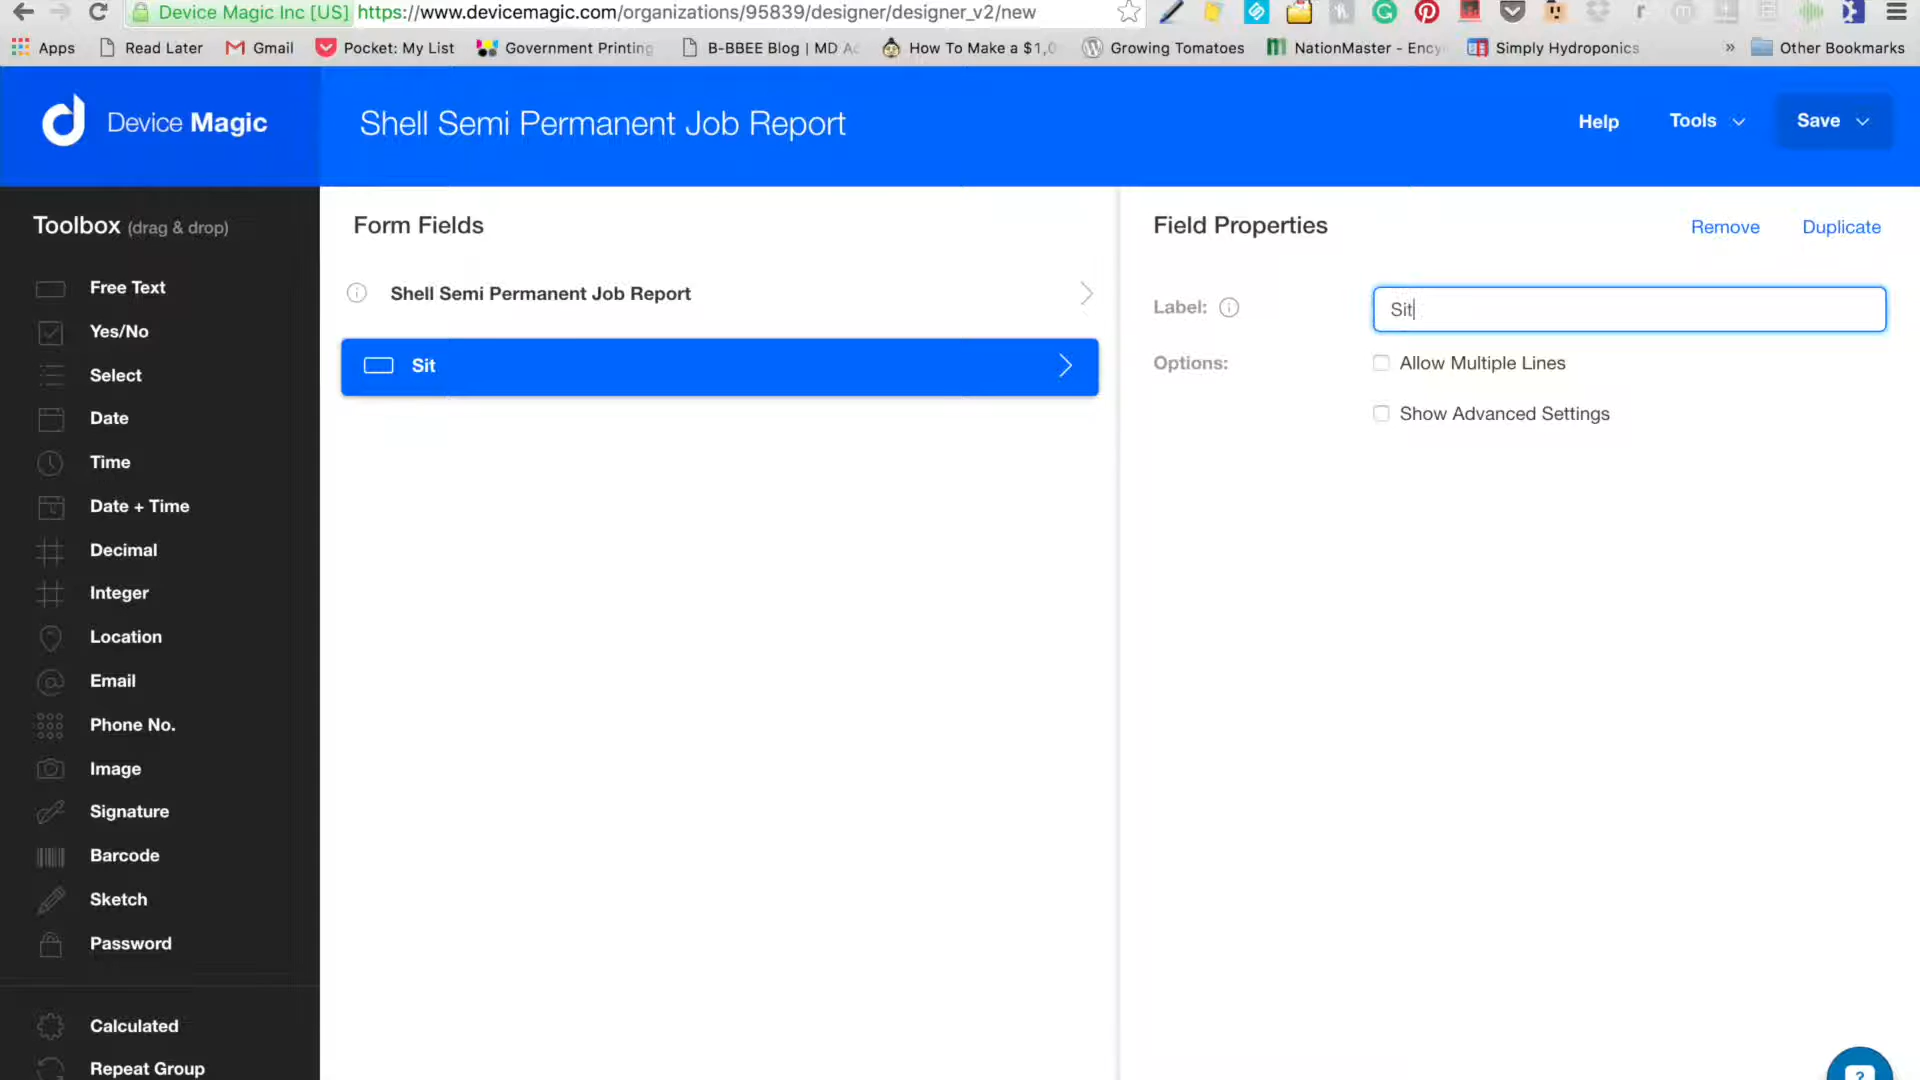 Device Magic Inc [US] https://www.devicemagic.com/organizations/95839/designer/designer_v2/new
Apps Read Later Gmail Pocket: My List Government Printing B-BBEE Blog | MD A How To Make a $1,0 Growing Tomatoes NationMaster - Ency Simply Hydroponics » Other Bookmarks
Device Magic
Shell Semi Permanent Job Report
Help
Tools
Save
Toolbox (drag & drop)
Free Text
Yes/No
Select
Date
Time
Date + Time
Decimal
Integer
Location
Email
Phone No.
Image
Signature
Barcode
Sketch
Password
Calculated
Repeat Group
Form Fields
Shell Semi Permanent Job Report
Sit
Field Properties
Remove
Duplicate
Label:
Sit
Options:
Allow Multiple Lines
Show Advanced Settings
?